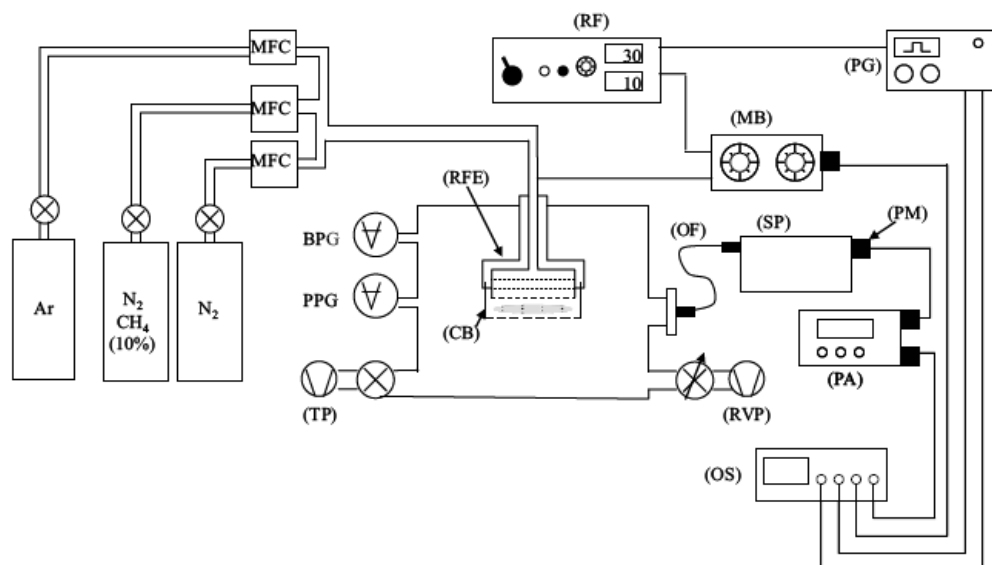 (RF)
MFC
30
(PG)
10
MFC
(MB)
MFC
(RFE)
(PM)
(OF)
(SP)
BPG
PPG
Ar
N2
CH4
(10%)
N2
(CB)
(PA)
(TP)
(RVP)
(OS)